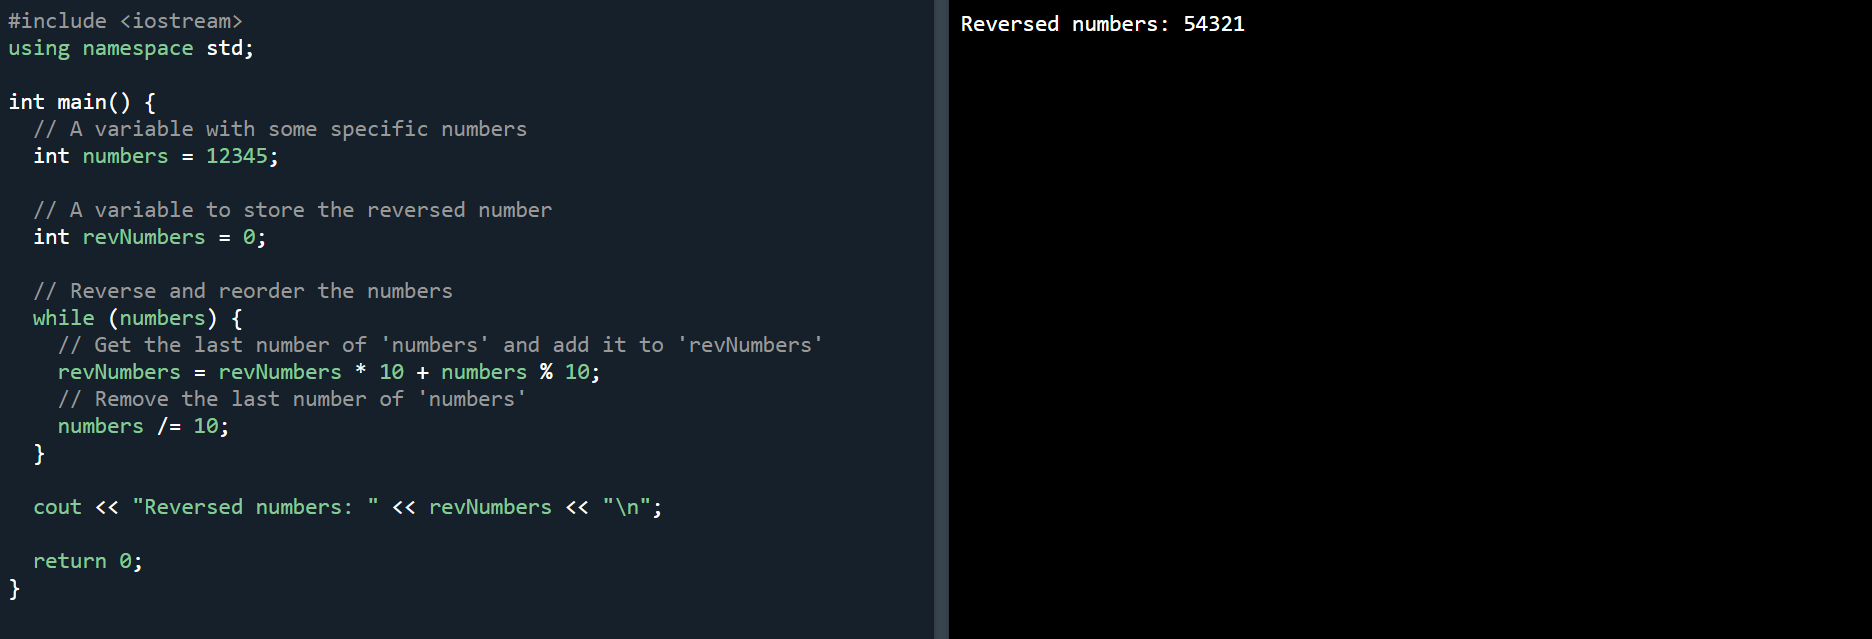 #include <iostream>
using namespace std;
int main() {
// A variable with some specific numbers
int numbers = 12345;
// A variable to store the reversed number
int revNumbers = 0;
// Reverse and reorder the numbers
while (numbers) {
// Get the last number of 'numbers' and add it to 'revNumbers'
revNumbers = revNumbers * 10 + numbers % 10;
// Remove the last number of 'numbers'
numbers /= 10;
}
cout << "Reversed numbers: " << revNumbers << "\n";
return 0;
}
Reversed numbers: 54321